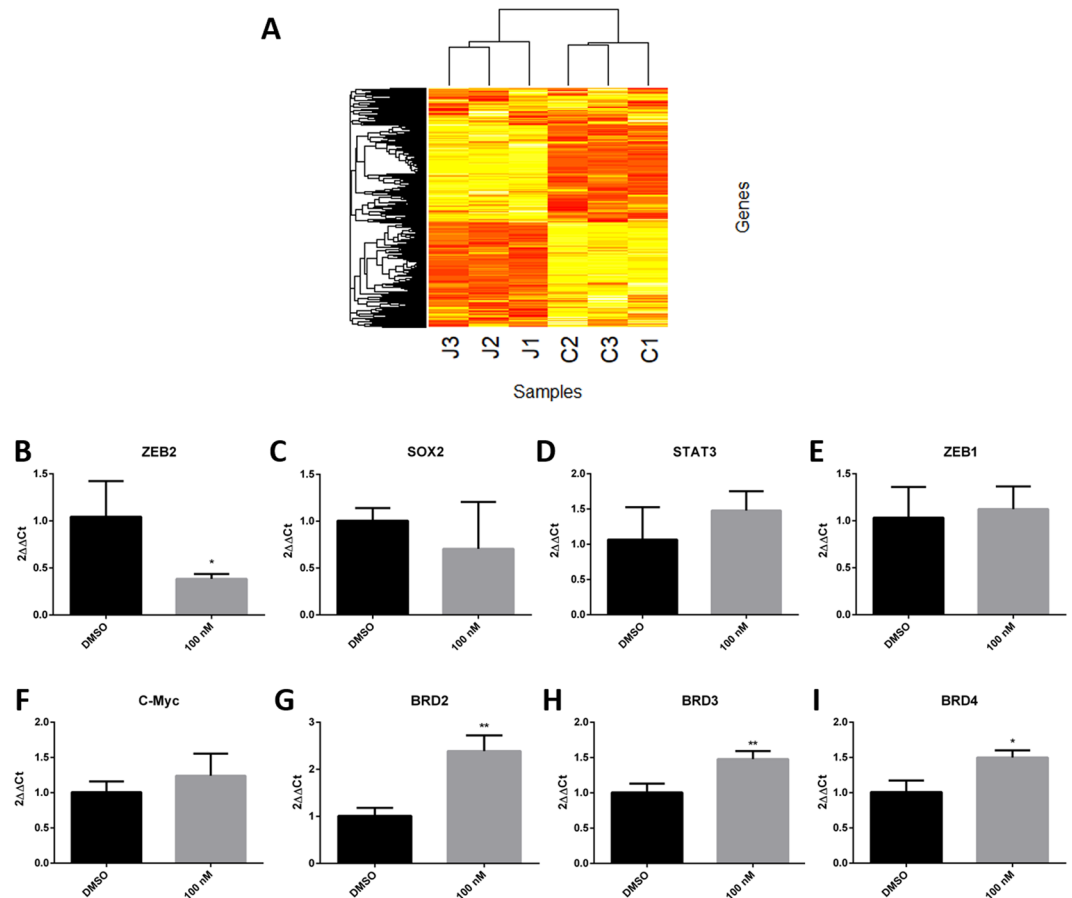 A
Genes
J3 J2 J1 C2 C3 C1
Samples
B ZEB2
C SOX2
D STAT3
E ZEB1
1.5 1.0 0.5 0.0
2ΔΔCt
*
DMSO 100 nM
1.5 1.0 0.5 0.0
2ΔΔCt
DMSO 100 nM
2.0 1.5 1.0 0.5 0.0
2ΔΔCt
DMSO 100 nM
1.5 1.0 0.5 0.0
2ΔΔCt
DMSO 100 nM
F C-Myc
G BRD2
H BRD3
I BRD4
2.0 1.5 1.0 0.5 0.0
2ΔΔCt
DMSO 100 nM
3 2 1 0
2ΔΔCt
**
DMSO 100 nM
2.0 1.5 1.0 0.5 0.0
2ΔΔCt
**
DMSO 100 nM
2.0 1.5 1.0 0.5 0.0
2ΔΔCt
*
DMSO 100 nM